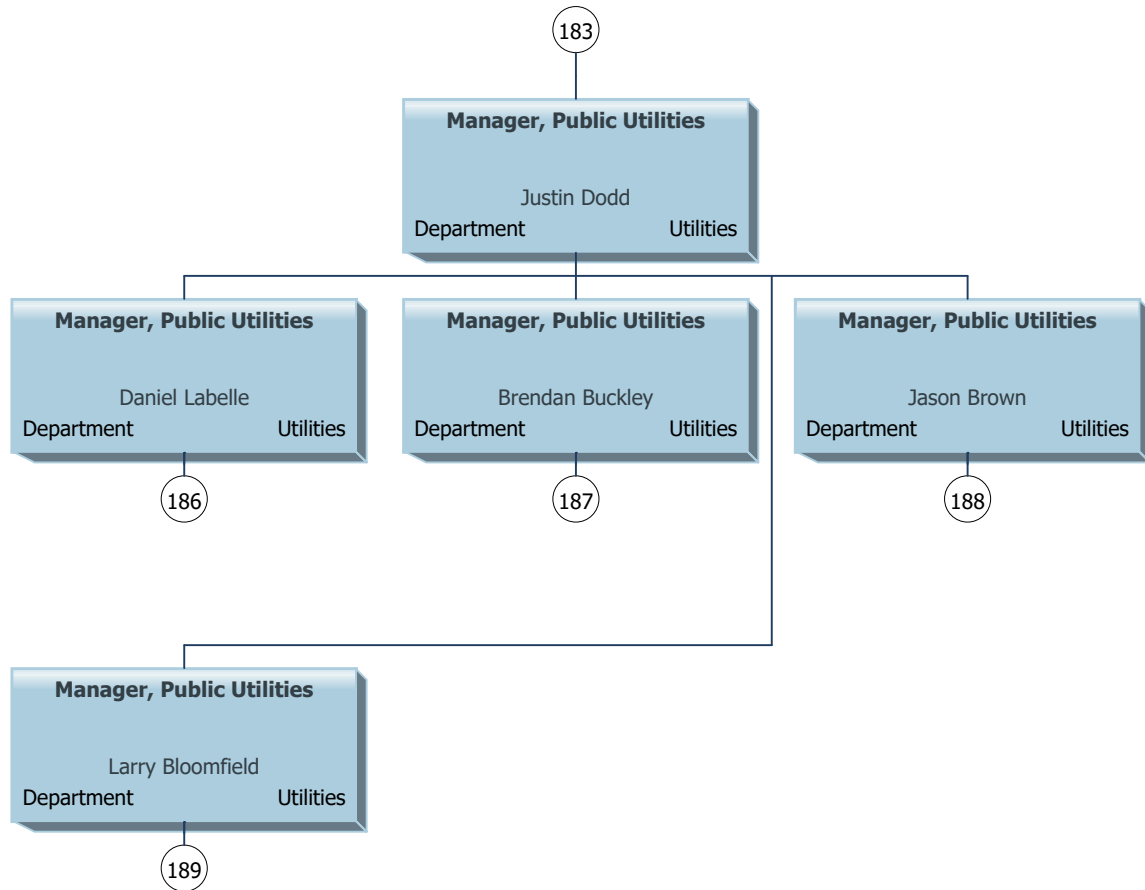 183
Manager, Public Utilities
Justin Dodd
Department Utilities
Manager, Public Utilities
Daniel Labelle
Department Utilities
186
Manager, Public Utilities
Brendan Buckley
Department Utilities
187
Manager, Public Utilities
Jason Brown
Department Utilities
188
Manager, Public Utilities
Larry Bloomfield
Department Utilities
189